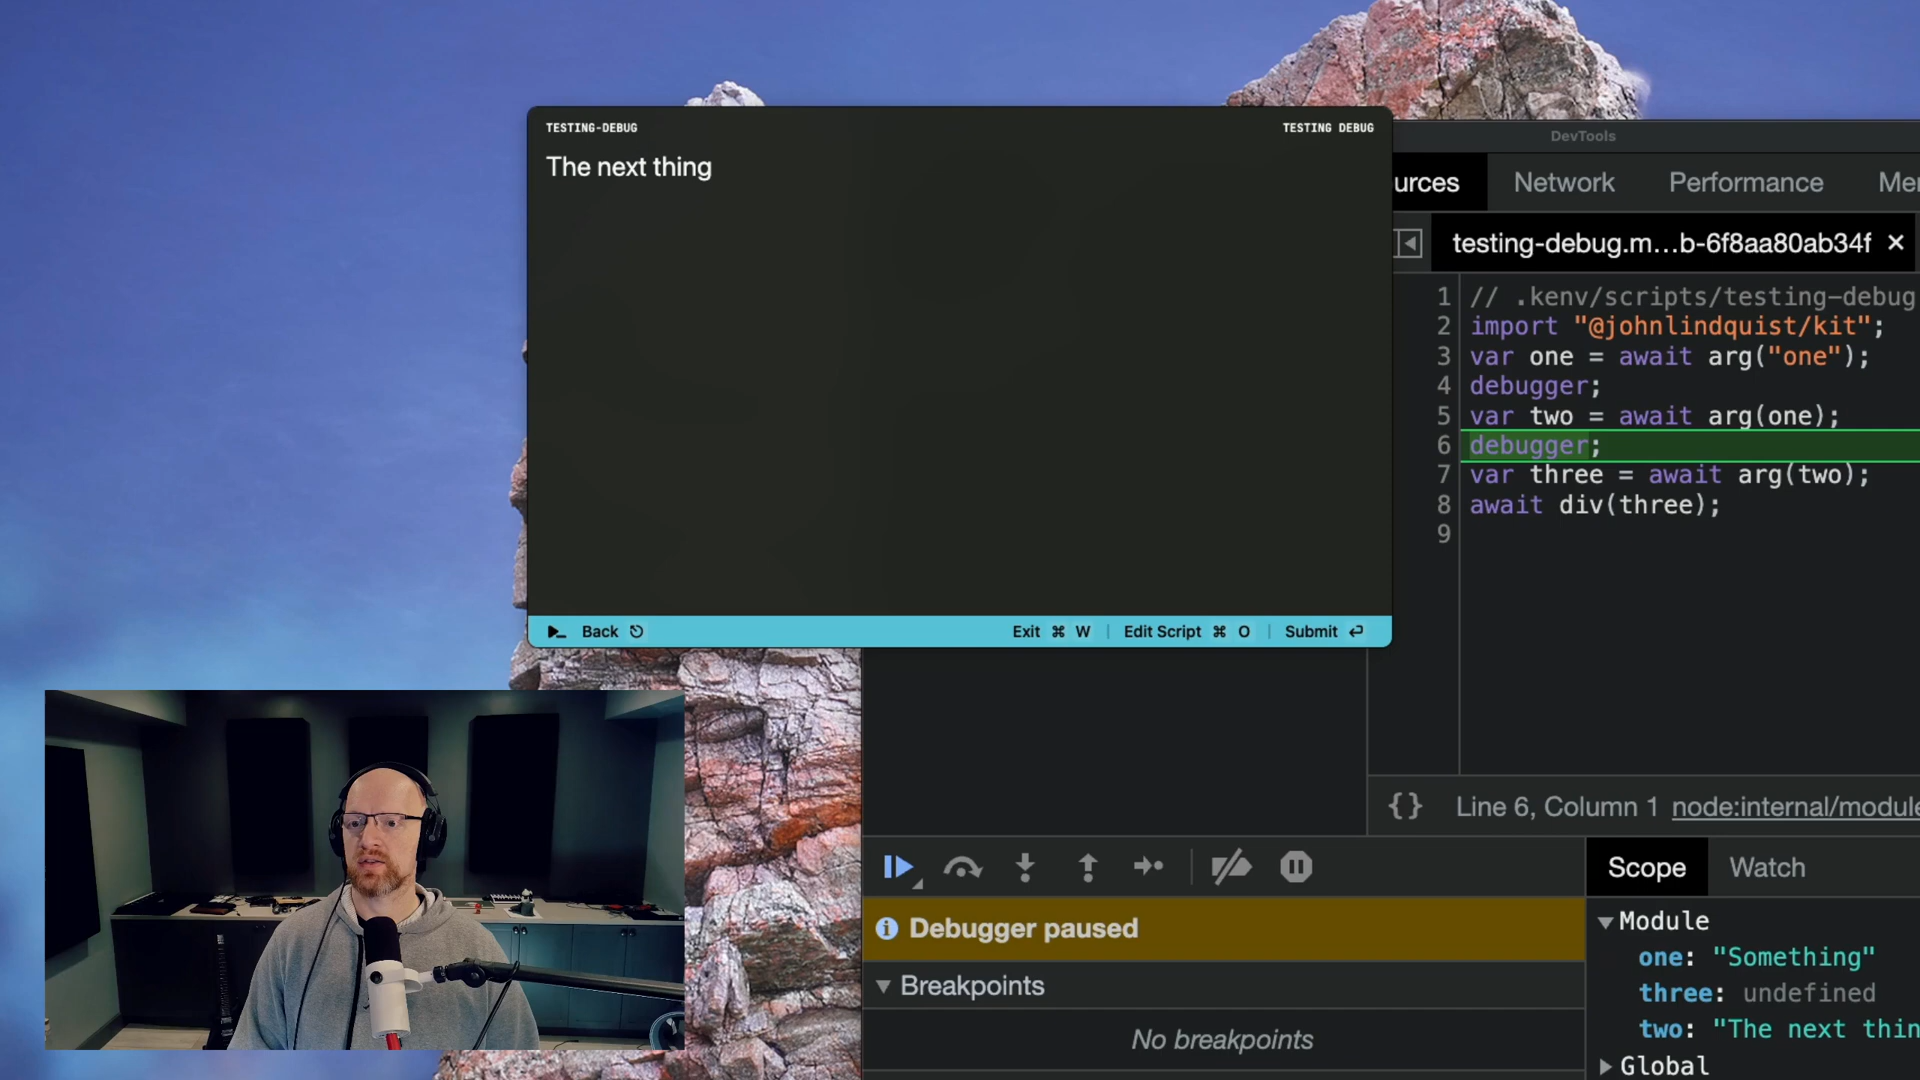 TESTING-DEBUG
TESTING DEBUG
The next thing
Back
Exit ⌘ W | Edit Script ⌘ O | Submit
DevTools
urces
Network
Performance
Me
testing-debug.m…b-6f8aa80ab34f ×
1 // .kenv/scripts/testing-debug
2 import "@johnlindquist/kit";
3 var one = await arg("one");
4 debugger;
5 var two = await arg(one);
6 debugger;
7 var three = await arg(two);
8 await div(three);
9
{} Line 6, Column 1 node:internal/module
Scope
Watch
Debugger paused
Breakpoints
No breakpoints
Module
one: "Something"
three: undefined
two: "The next thin
Global